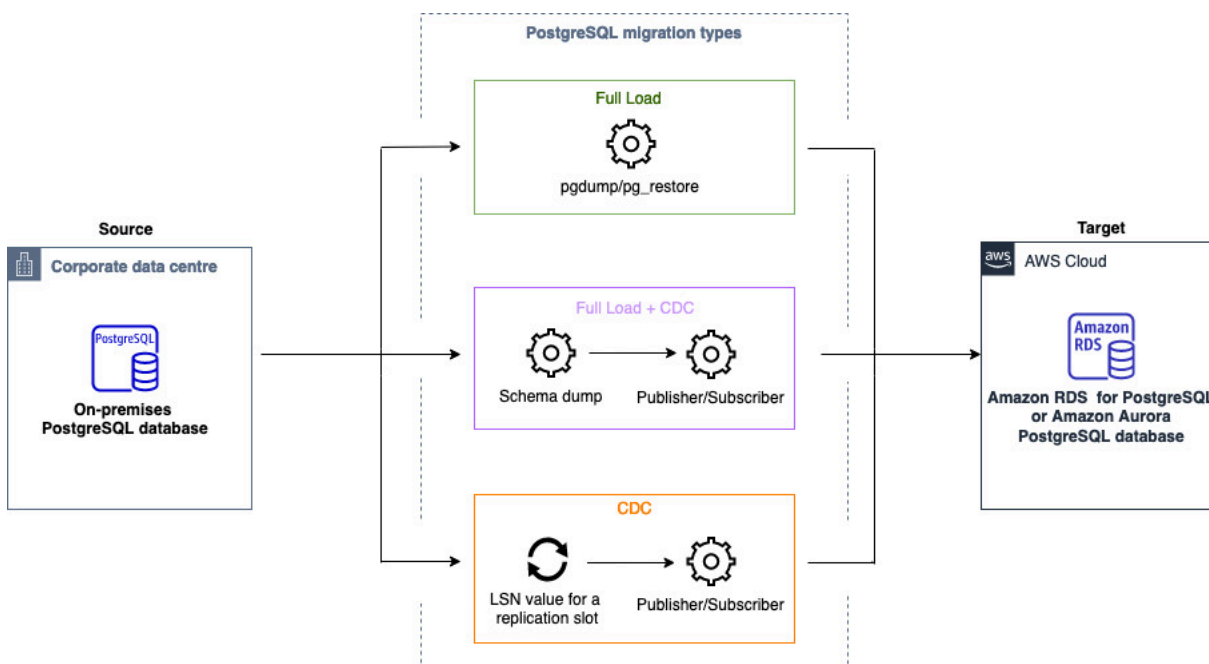 PostgreSQL migration types
Full Load
pgdump/pg_restore
Source
Corporate data centre
PostgreSQL
On-premises
PostgreSQL database
Full Load + CDC
Schema dump
Publisher/Subscriber
CDC
LSN value for a
replication slot
Publisher/Subscriber
Target
aws
AWS Cloud
Amazon
RDS
Amazon RDS for PostgreSQL
or Amazon Aurora
PostgreSQL database